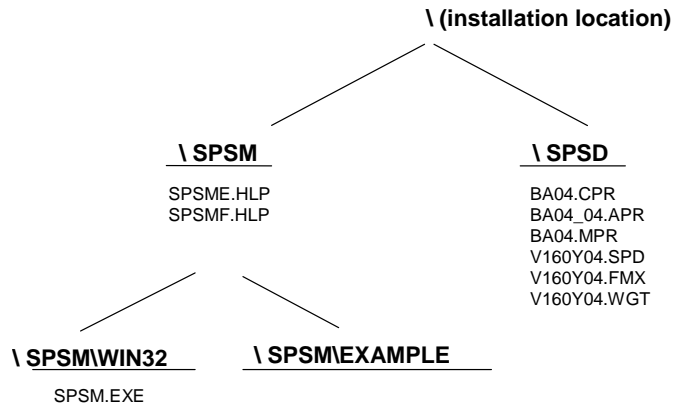 \ (installation location)
\ SPSM
SPSME.HLP
SPSMF.HLP
\ SPSD
BA04.CPR
BA04_04.APR
BA04.MPR
V160Y04.SPD
V160Y04.FMX
V160Y04.WGT
\ SPSM\WIN32
SPSM.EXE
\ SPSM\EXAMPLE